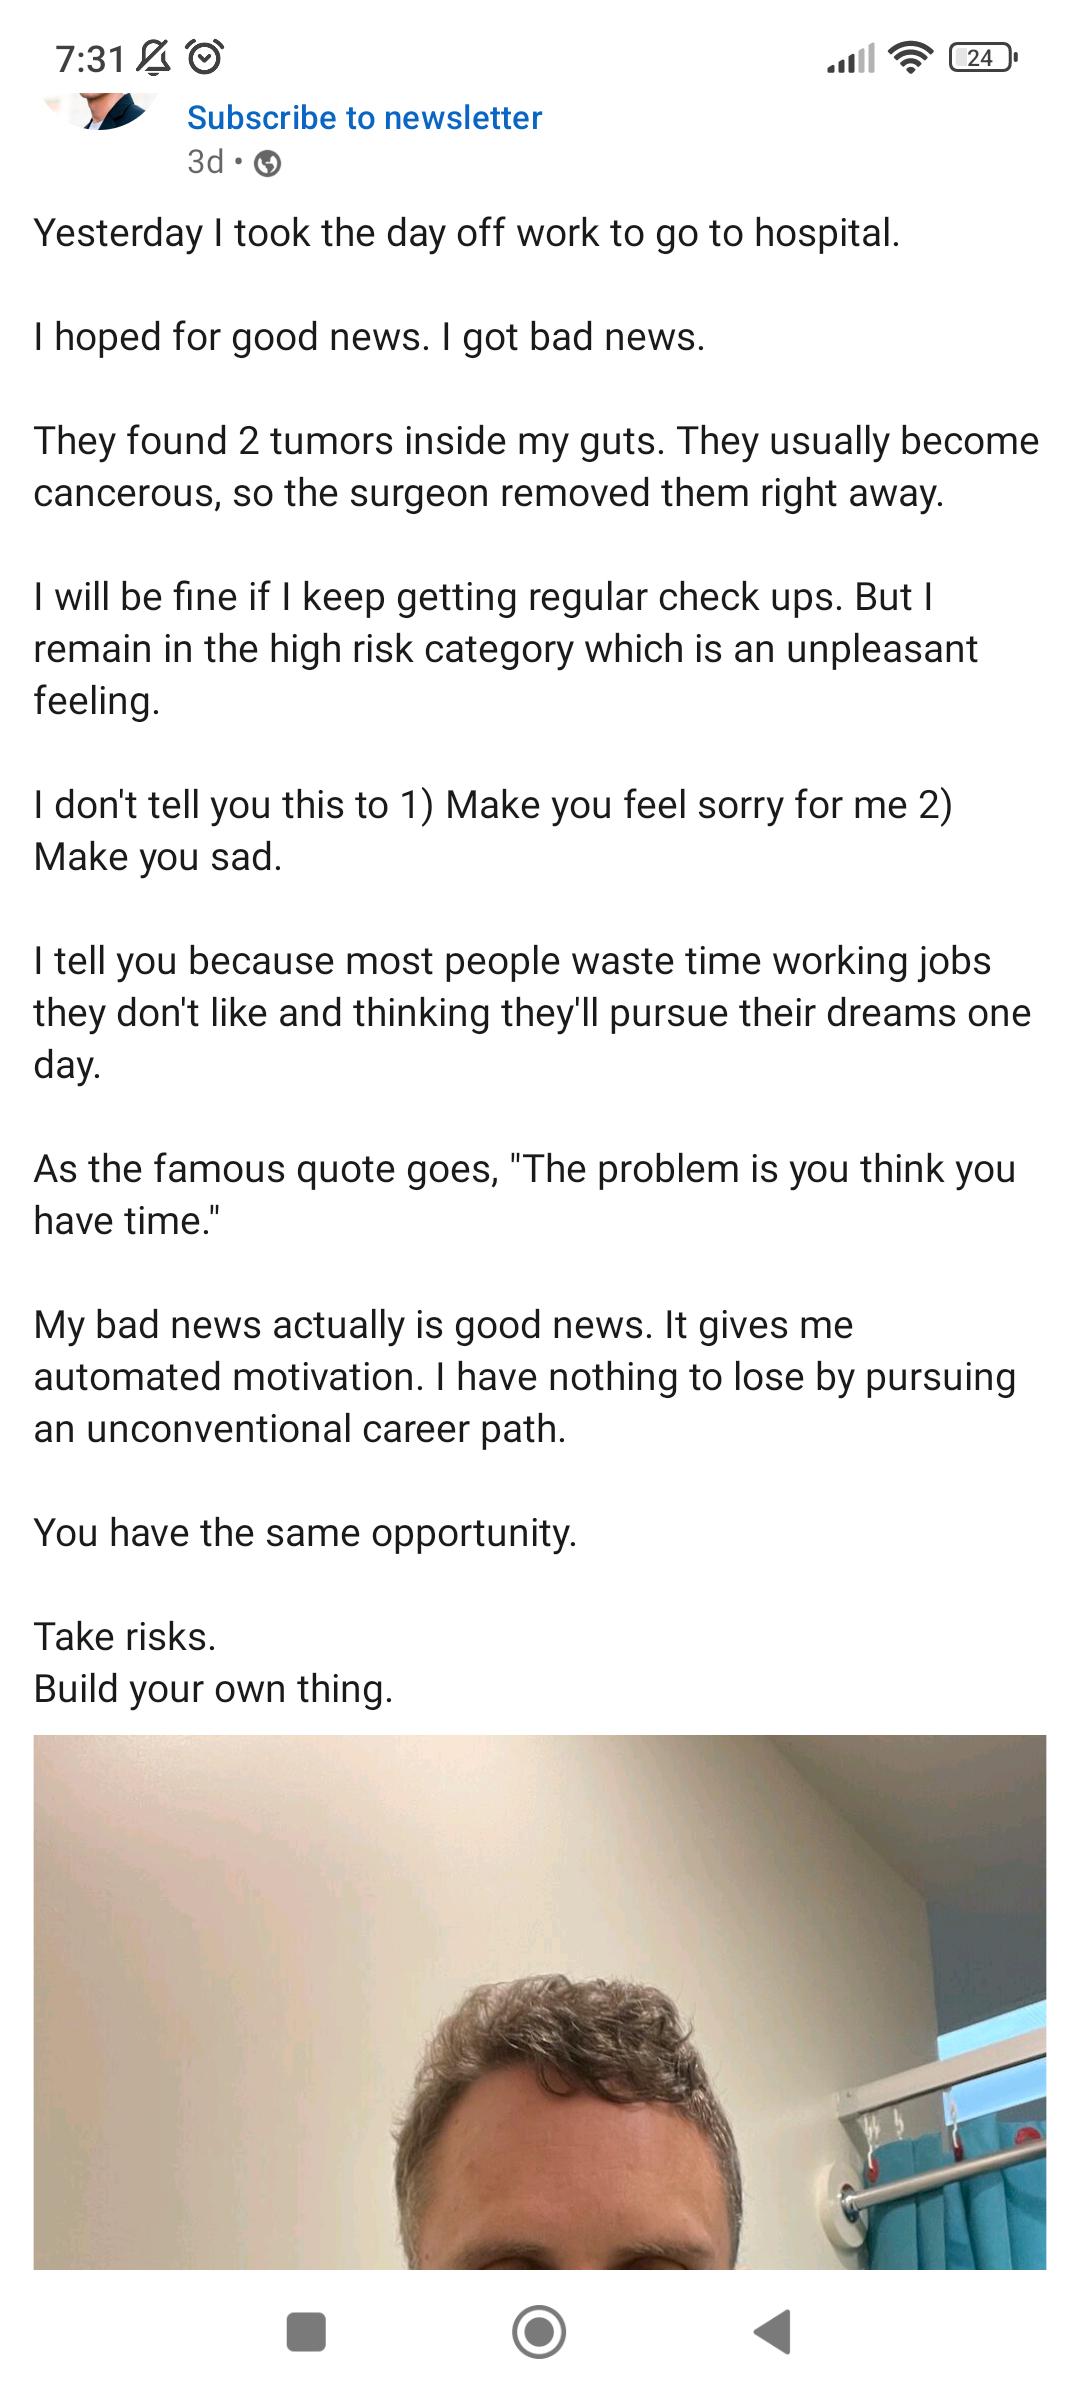 7:31
24
Subscribe to newsletter
3d •
Yesterday I took the day off work to go to hospital.
I hoped for good news. I got bad news.
They found 2 tumors inside my guts. They usually become
cancerous, so the surgeon removed them right away.
I will be fine if I keep getting regular check ups. But I
remain in the high risk category which is an unpleasant
feeling.
I don't tell you this to 1) Make you feel sorry for me 2)
Make you sad.
I tell you because most people waste time working jobs
they don't like and thinking they'll pursue their dreams one
day.
As the famous quote goes, "The problem is you think you
have time."
My bad news actually is good news. It gives me
automated motivation. I have nothing to lose by pursuing
an unconventional career path.
You have the same opportunity.
Take risks.
Build your own thing.